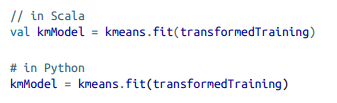 // in Scala
val kmModel = kmeans.fit(transformedTraining)
# in Python
kmModel = kmeans.fit(transformedTraining)